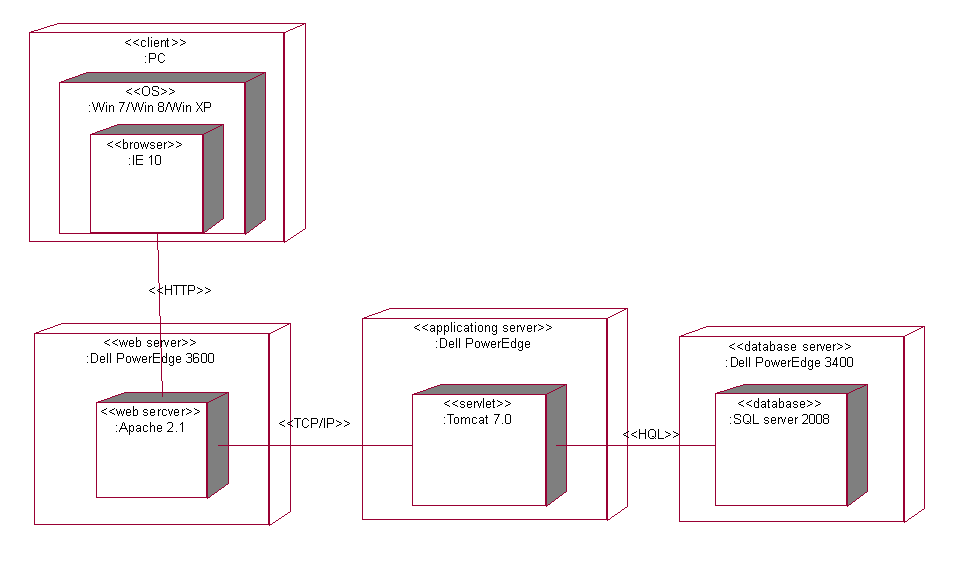 <<client>>
:PC
<<OS>>
:Win 7/Win 8/Win XP
<<browser>>
:IE 10
<<HTTP>>
<<web server>>
:Dell PowerEdge 3600
<<web sercver>>
:Apache 2.1
<<TCP/IP>>
<<applicationg server>>
:Dell PowerEdge
<<servlet>>
:Tomcat 7.0
<<HQL>>
<<database server>>
:Dell PowerEdge 3400
<<database>>
:SQL server 2008